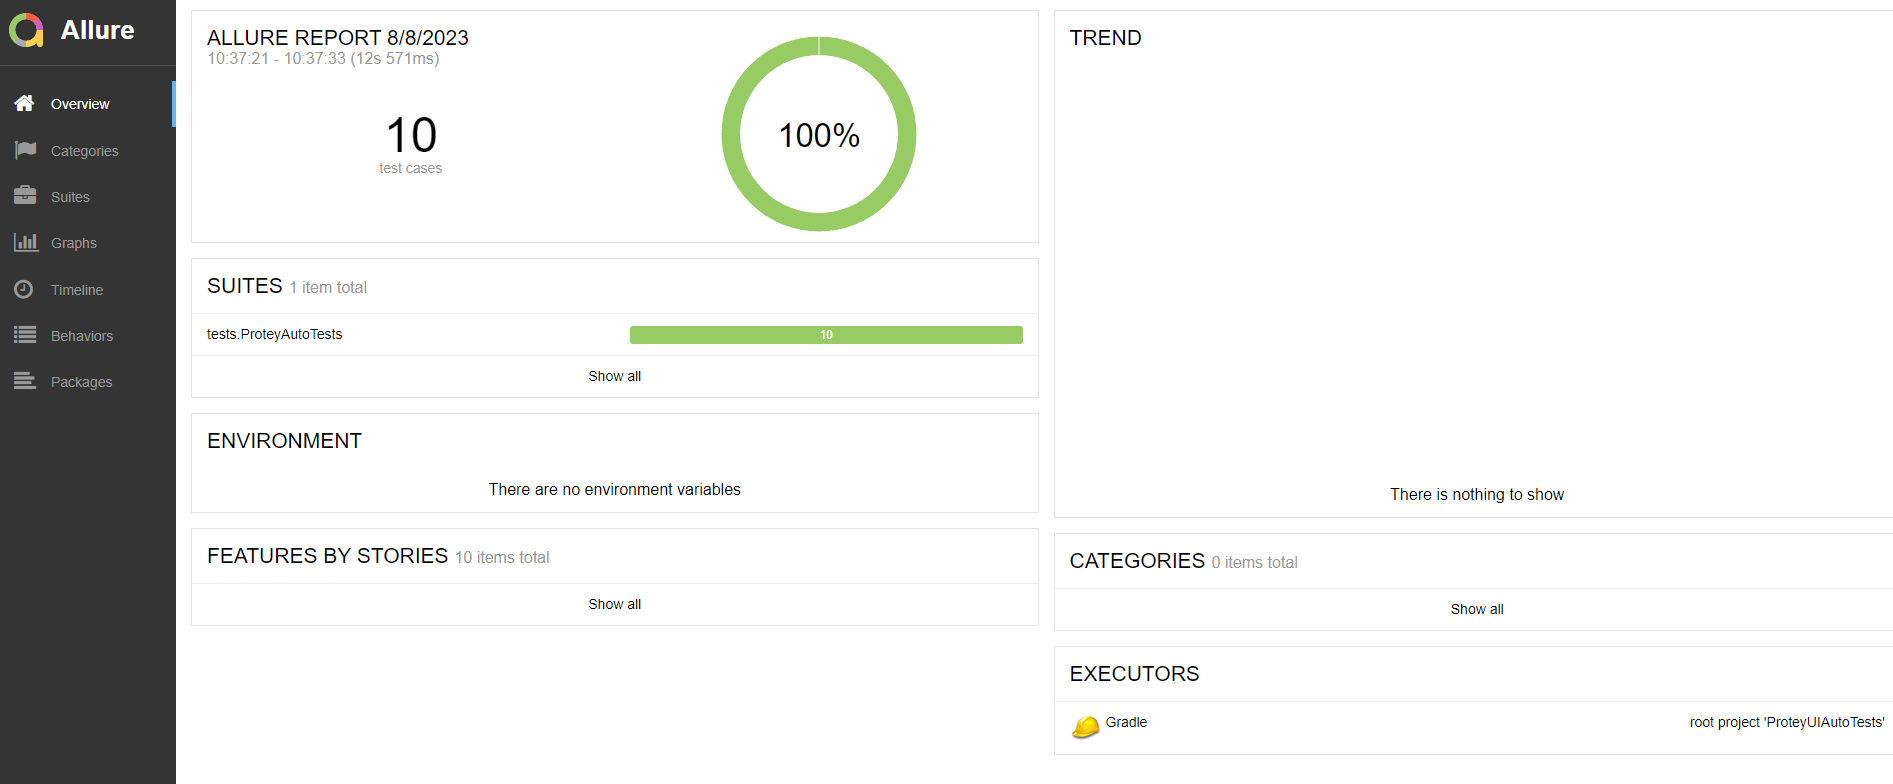 Allure
Overview
Categories
Suites
Graphs
Timeline
Behaviors
Packages
ALLURE REPORT 8/8/2023
10:37:21 - 10:37:33 (12s 571ms)
10
test cases
100%
SUITES 1 item total
tests.ProteyAutoTests 10
Show all
ENVIRONMENT
There are no environment variables
FEATURES BY STORIES 10 items total
Show all
TREND
There is nothing to show
CATEGORIES 0 items total
Show all
EXECUTORS
Gradle root project 'ProteyUIAutoTests'